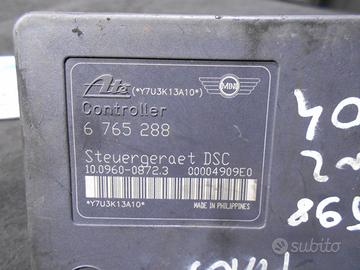 Ate
(*Y7U3K13A10*)
MINI
Controller
6 765 288
Steuergeraet DSC
10.0960-0872.3 00004909E0
*Y7U3K13A10*
MADE IN PHILIPPINES
subito